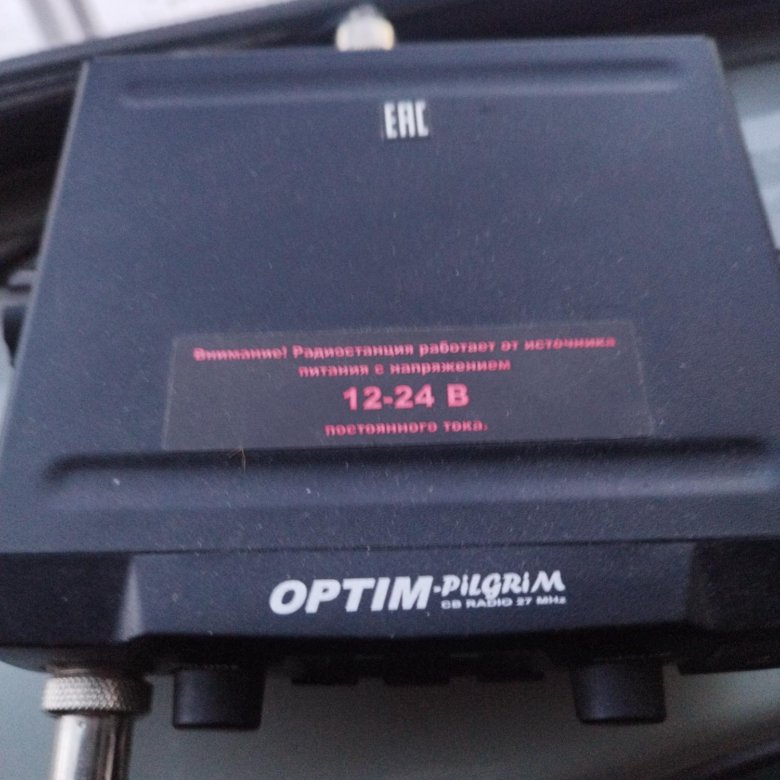 EAC
Внимание! Радиостанция работает от источника
питания с напряжением
12-24 В
постоянного тока.
OPTIM-PILGRIM
CB RADIO 27 MHz